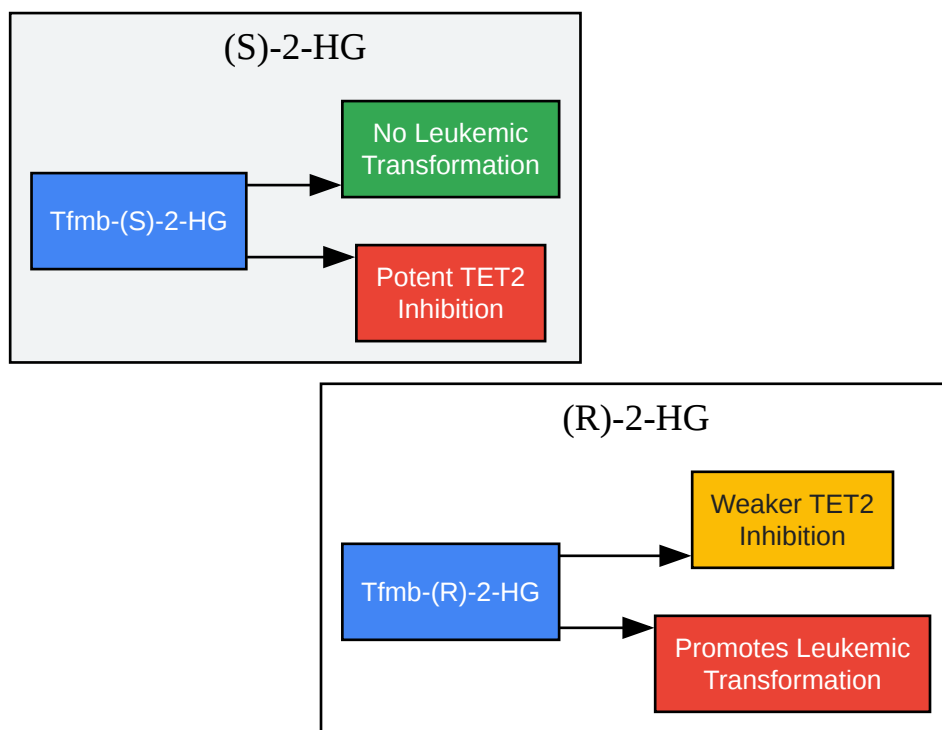 (S)-2-HG
No Leukemic
Transformation
Tfmb-(S)-2-HG
Potent TET2
Inhibition
(R)-2-HG
Weaker TET2
Inhibition
Tfmb-(R)-2-HG
Promotes Leukemic
Transformation